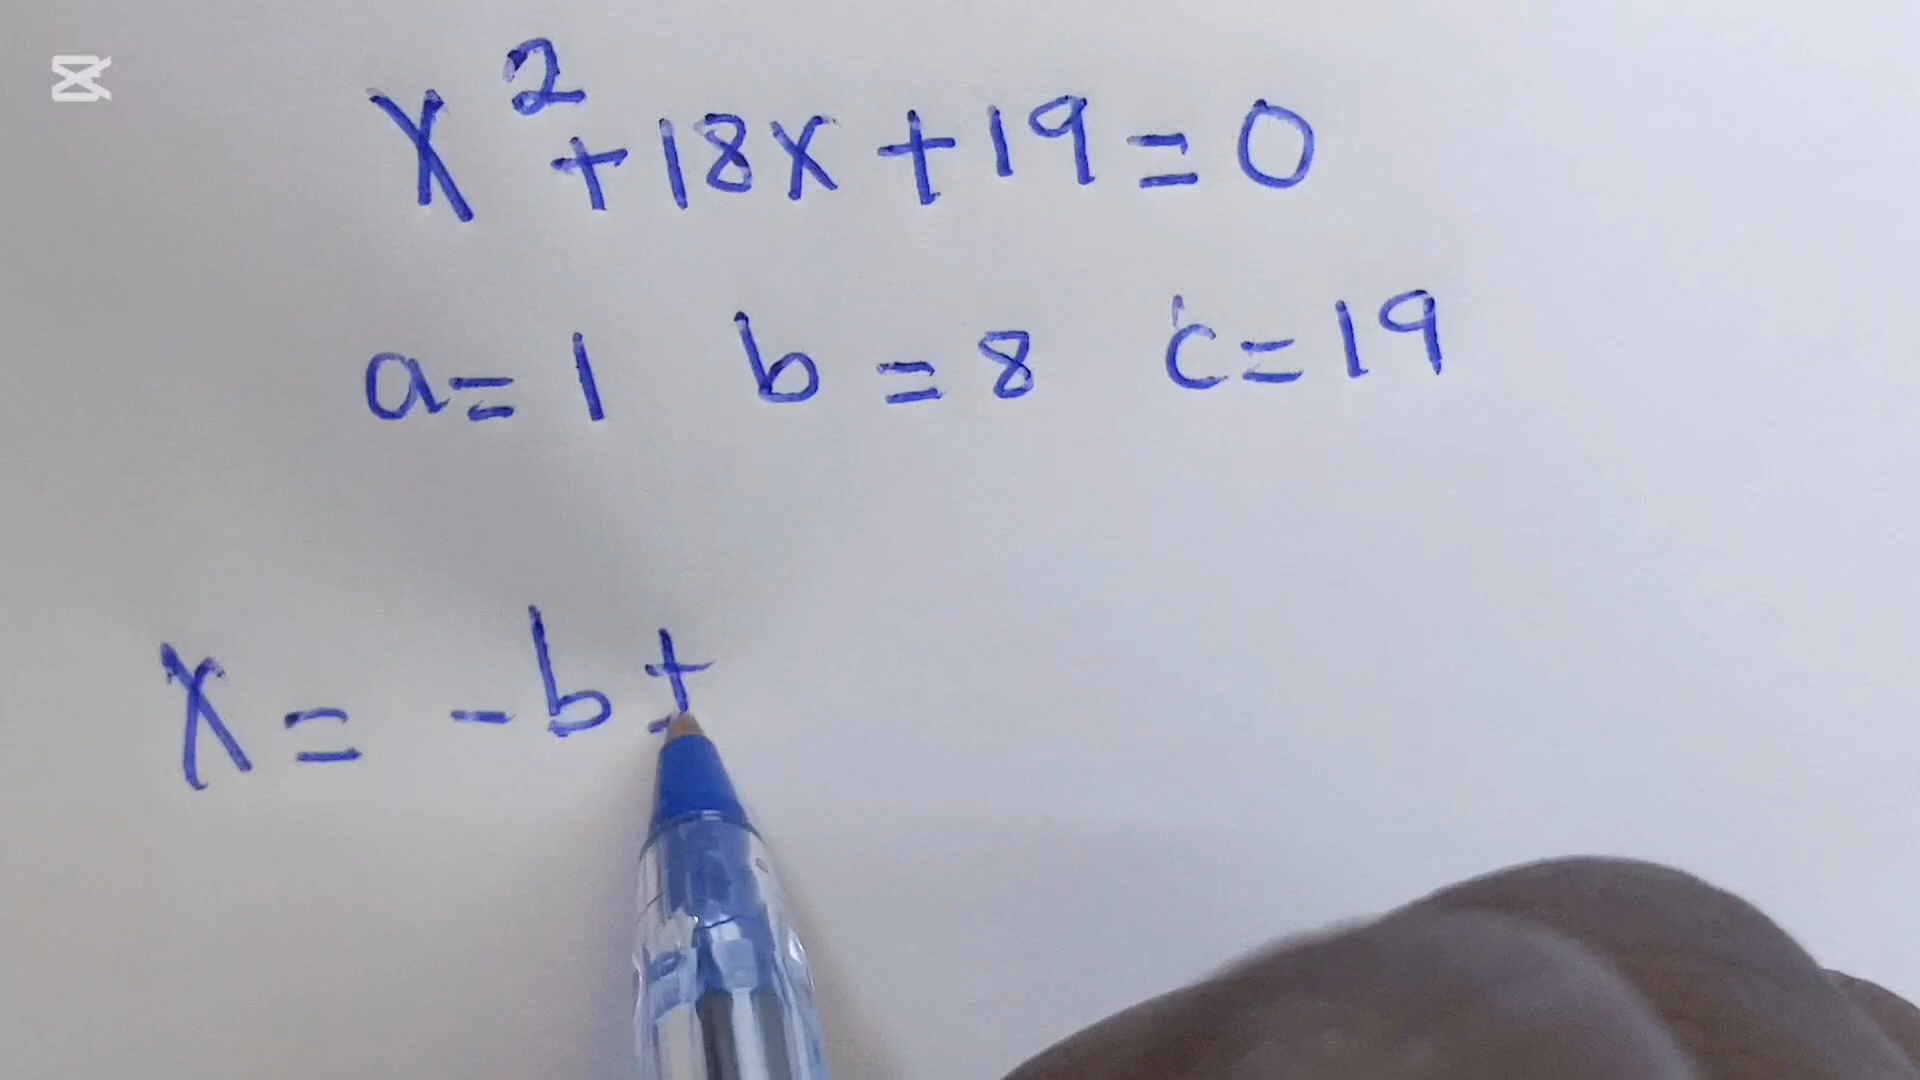 x² + 18x + 19 = 0
a = 1 b = 8 c = 19
x = - b ±